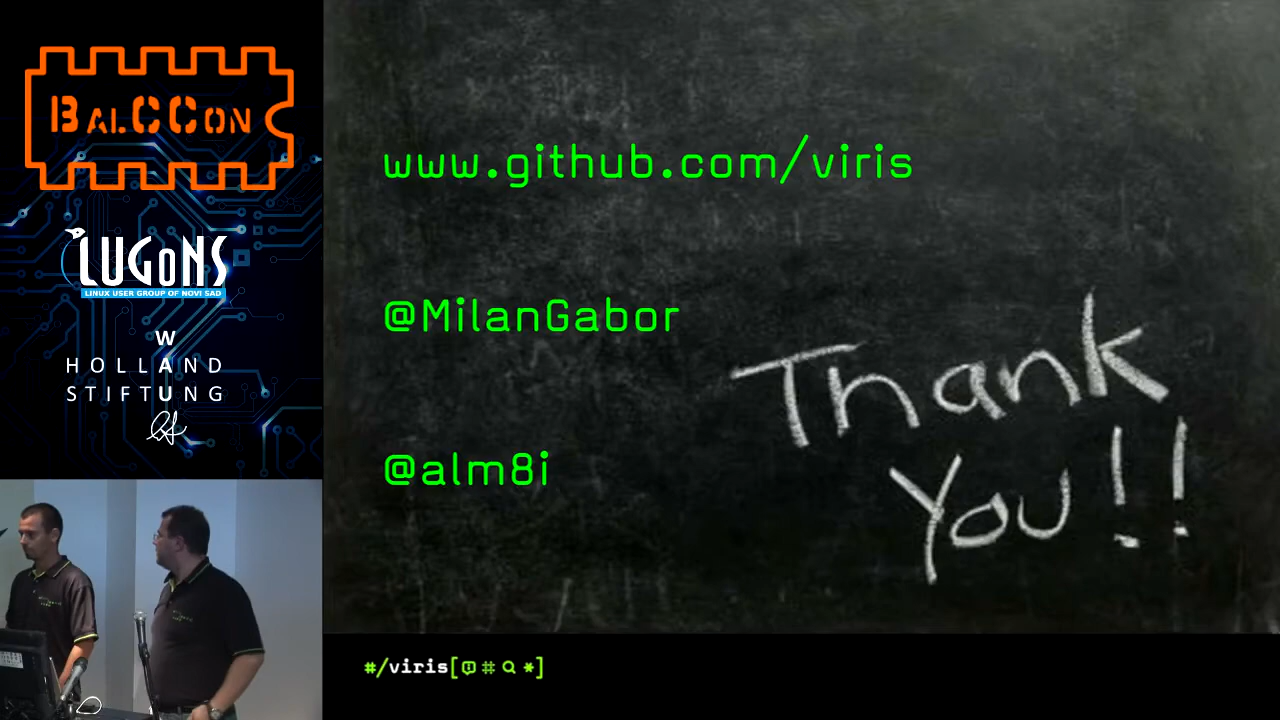 BalCCon
LUGoNS
LINUX USER GROUP OF NOVI SAD
W
HOLLAND
STIFTUNG
www.github.com/viris
@MilanGabor
@alm8i
Thank
You!!
#/viris[#*]